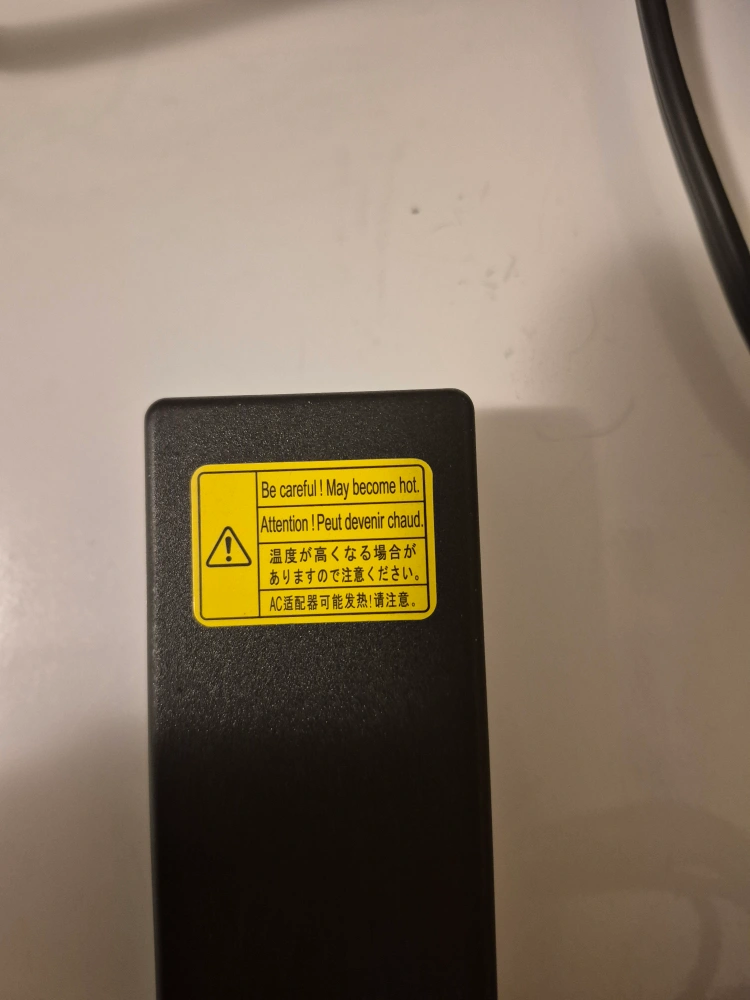 Be careful ! May become hot.
Attention ! Peut devenir chaud.
温度が高くなる場合が
ありますので注意ください。
AC适配器可能发热!请注意。